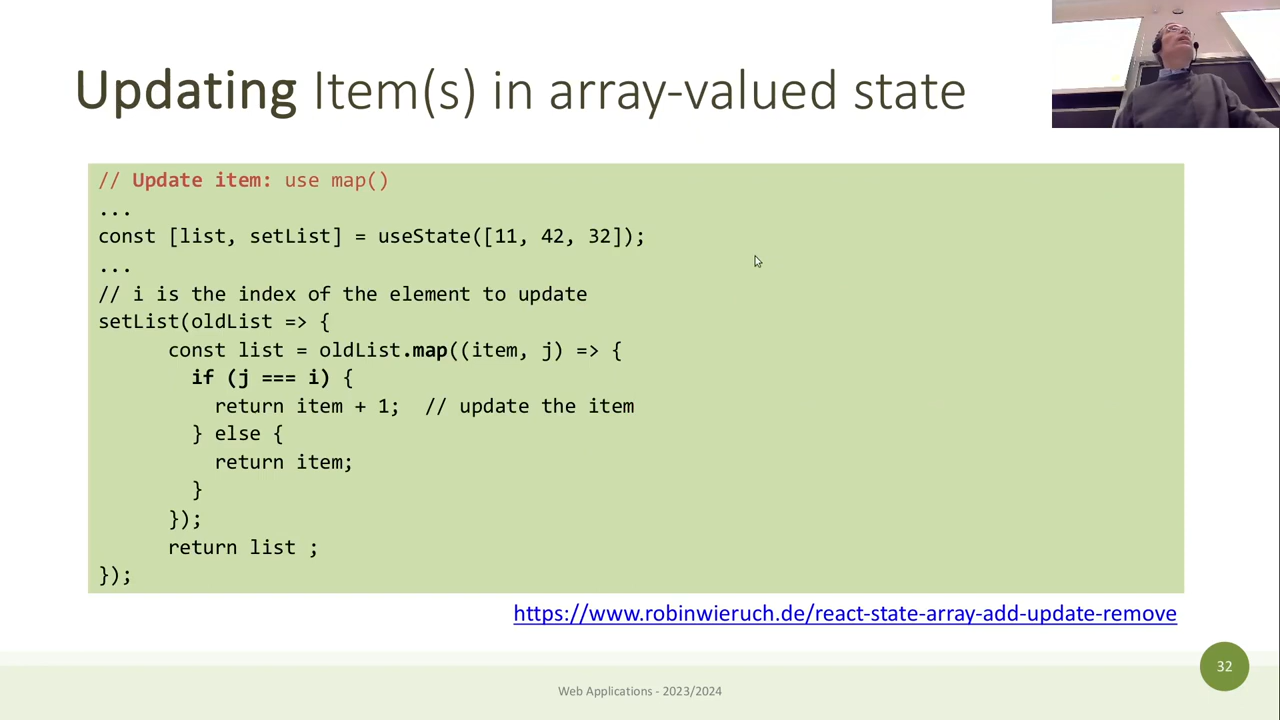 Updating Item(s) in array-valued state
// Update item: use map()
...
const [list, setList] = useState([11, 42, 32]);
...
// i is the index of the element to update
setList(oldList => {
      const list = oldList.map((item, j) => {
        if (j === i) {
          return item + 1;  // update the item
        } else {
          return item;
        }
      });
      return list ;
});
https://www.robinwieruch.de/react-state-array-add-update-remove
32
Web Applications - 2023/2024